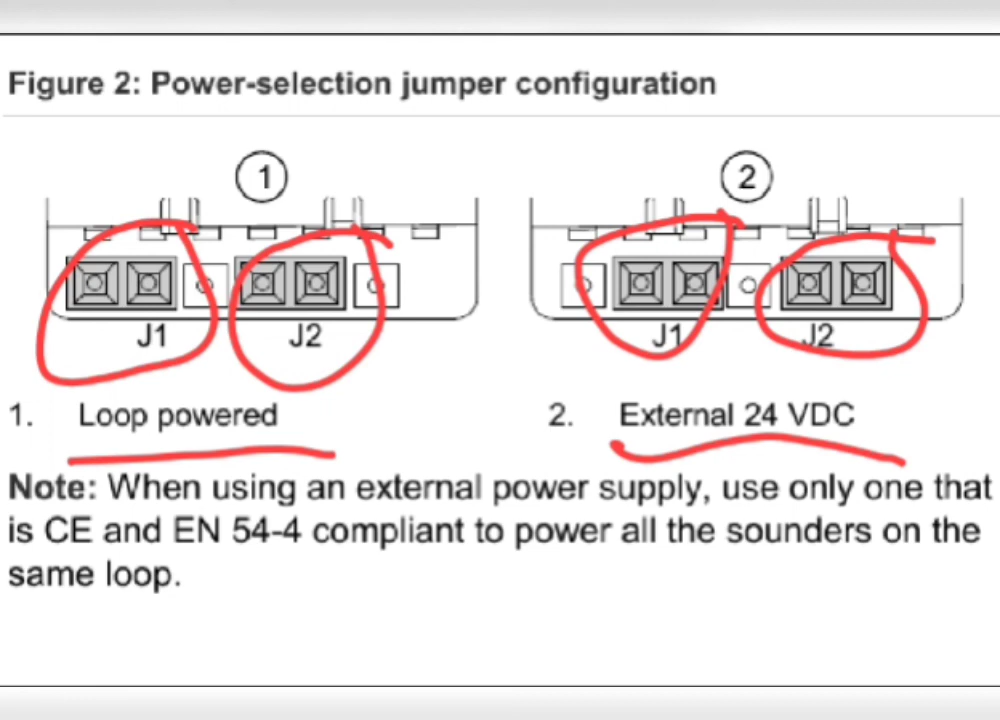 Figure 2: Power-selection jumper configuration
1 2
J1 J2 J1 J2
1. Loop powered 2. External 24 VDC
Note: When using an external power supply, use only one that
is CE and EN 54-4 compliant to power all the sounders on the
same loop.